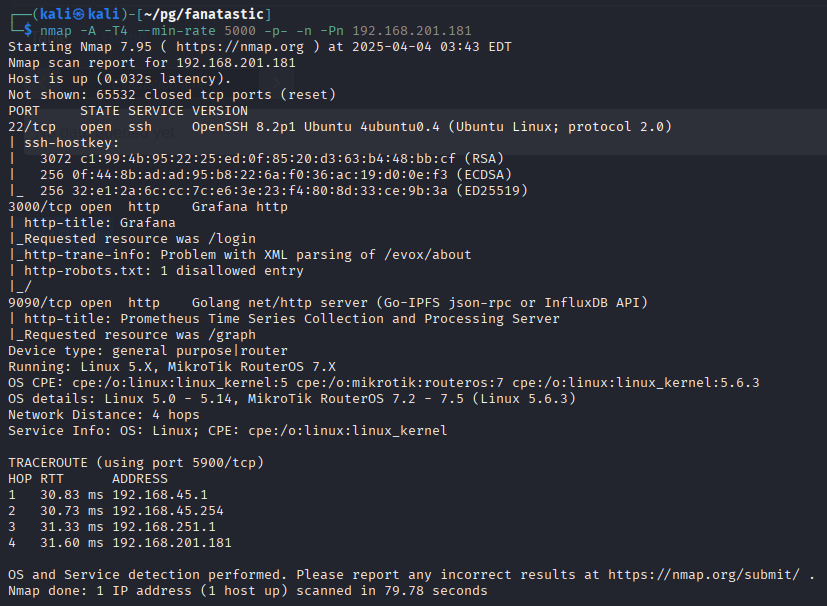 ┌──(kali㉿kali)-[~/pg/fanatastic]
└─$ nmap -A -T4 --min-rate 5000 -p- -n -Pn 192.168.201.181
Starting Nmap 7.95 ( https://nmap.org ) at 2025-04-04 03:43 EDT
Nmap scan report for 192.168.201.181
Host is up (0.032s latency).
Not shown: 65532 closed tcp ports (reset)
PORT     STATE SERVICE VERSION
22/tcp   open  ssh     OpenSSH 8.2p1 Ubuntu 4ubuntu0.4 (Ubuntu Linux; protocol 2.0)
| ssh-hostkey:
|   3072 c1:99:4b:95:22:25:ed:0f:85:20:d3:63:b4:48:bb:cf (RSA)
|   256 0f:44:8b:ad:ad:95:b8:22:6a:f0:36:ac:19:d0:0e:f3 (ECDSA)
|_  256 32:e1:2a:6c:cc:7c:e6:3e:23:f4:80:8d:33:ce:9b:3a (ED25519)
3000/tcp open  http    Grafana http
| http-title: Grafana
|_Requested resource was /login
|_http-trane-info: Problem with XML parsing of /evox/about
| http-robots.txt: 1 disallowed entry
|_/
9090/tcp open  http    Golang net/http server (Go-IPFS json-rpc or InfluxDB API)
| http-title: Prometheus Time Series Collection and Processing Server
|_Requested resource was /graph
Device type: general purpose|router
Running: Linux 5.X, MikroTik RouterOS 7.X
OS CPE: cpe:/o:linux:linux_kernel:5 cpe:/o:mikrotik:routeros:7 cpe:/o:linux:linux_kernel:5.6.3
OS details: Linux 5.0 - 5.14, MikroTik RouterOS 7.2 - 7.5 (Linux 5.6.3)
Network Distance: 4 hops
Service Info: OS: Linux; CPE: cpe:/o:linux:linux_kernel

TRACEROUTE (using port 5900/tcp)
HOP RTT      ADDRESS
1   30.83 ms 192.168.45.1
2   30.73 ms 192.168.45.254
3   31.33 ms 192.168.251.1
4   31.60 ms 192.168.201.181

OS and Service detection performed. Please report any incorrect results at https://nmap.org/submit/ .
Nmap done: 1 IP address (1 host up) scanned in 79.78 seconds